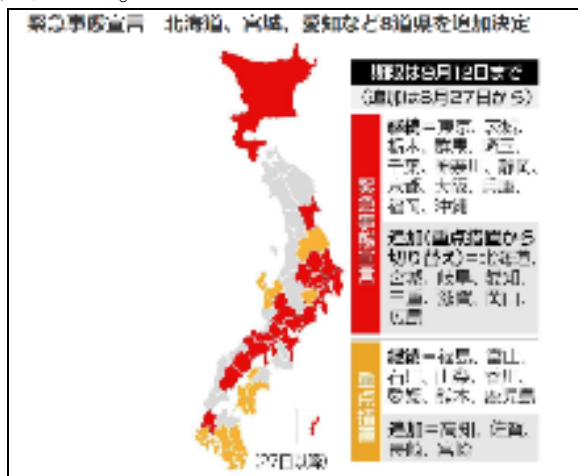 緊急事態宣言　北海道、宮城、愛知など8道県を追加決定
期限は9月12日まで
(追加は8月27日から)
緊急事態宣言
継続＝東京、茨城、
栃木、群馬、埼玉、
千葉、神奈川、静岡、
京都、大阪、兵庫、
福岡、沖縄
追加(重点措置から
切り替え)＝北海道、
宮城、岐阜、愛知、
三重、滋賀、岡山、
広島
重点措置
継続＝福島、富山、
石川、山梨、香川、
愛媛、熊本、鹿児島
追加＝高知、佐賀、
長崎、宮崎
(27日以降)